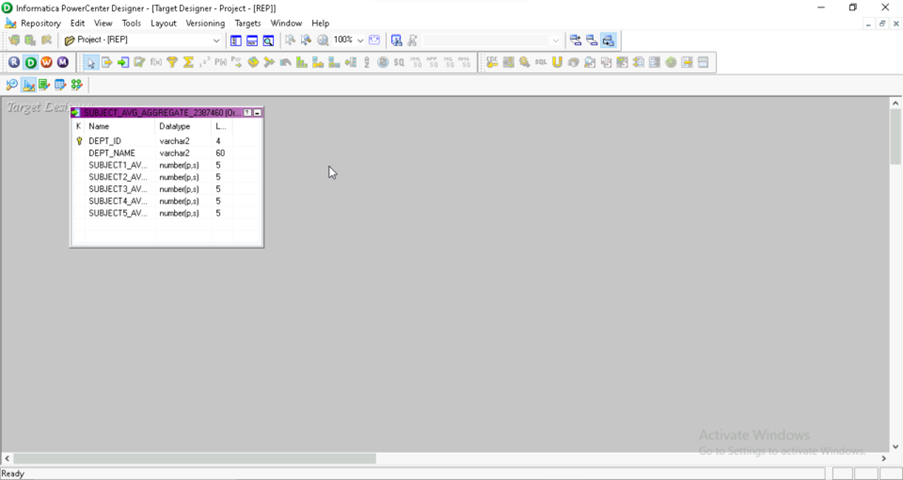 Informatica PowerCenter Designer - [Target Designer - Project - [REP]]
Repository Edit View Tools Layout Versioning Targets Window Help
Project - [REP] 100%
R D W M
Target Desi
SUBJECT_AVG_AGGREGATE_2387460 (Or...
K Name Datatype L...
DEPT_ID varchar2 4
DEPT_NAME varchar2 60
SUBJECT1_AV... number(p,s) 5
SUBJECT2_AV... number(p,s) 5
SUBJECT3_AV... number(p,s) 5
SUBJECT4_AV... number(p,s) 5
SUBJECT5_AV... number(p,s) 5
Activate Windows
Go to Settings to activate Windows.
Ready